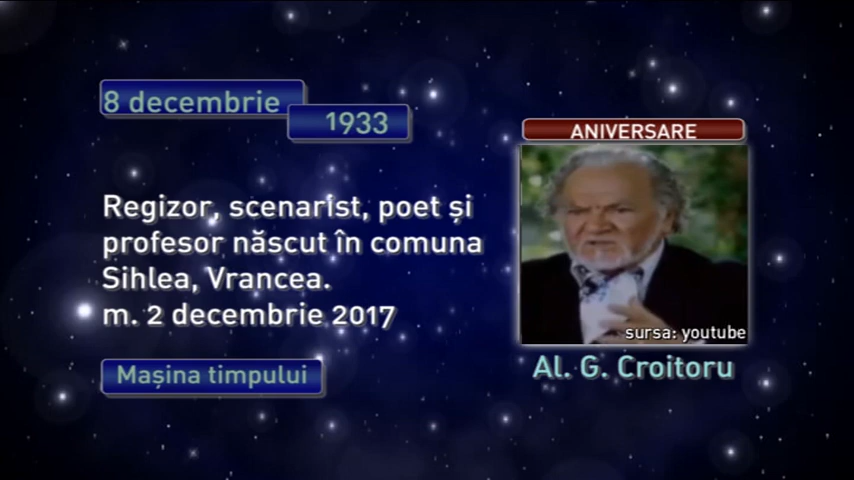 8 decembrie
1933
ANIVERSARE
Regizor, scenarist, poet și
profesor născut în comuna
Sihlea, Vrancea.
m. 2 decembrie 2017
sursa: youtube
Al. G. Croitoru
Mașina timpului